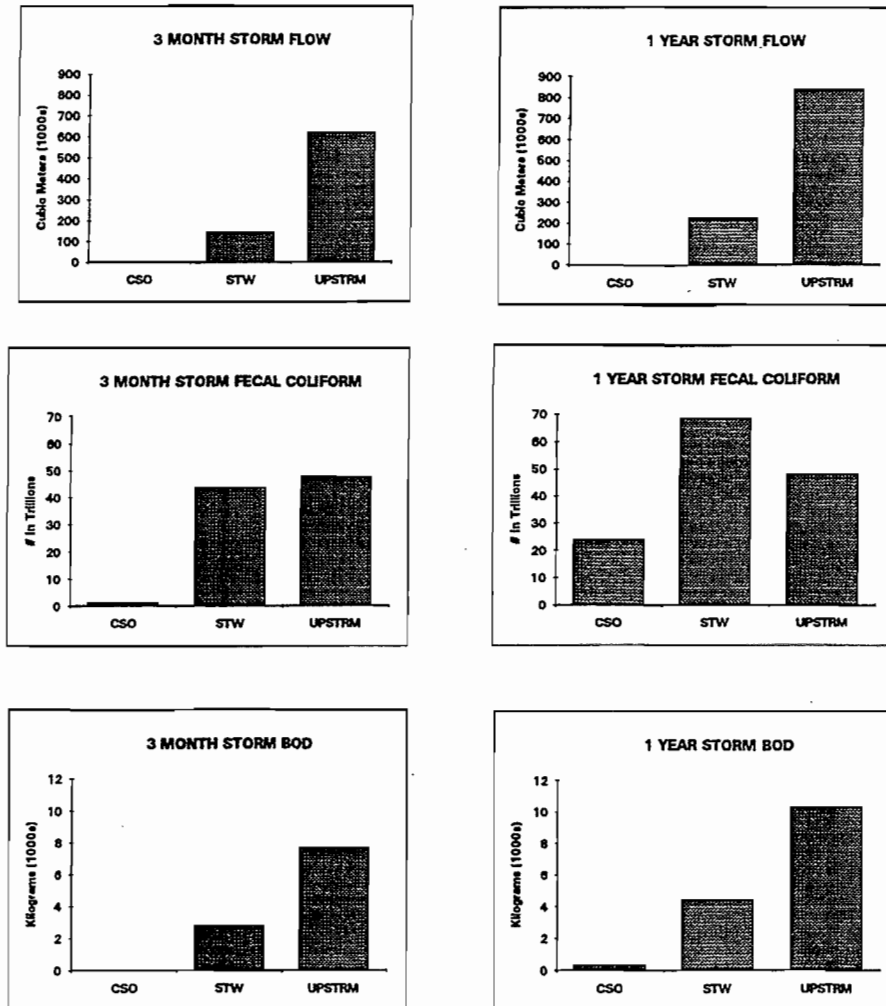 3 MONTH STORM FLOW
Cubic Meters (1000s)
900
800
700
600
500
400
300
200
100
0
CSO STW UPSTRM
1 YEAR STORM FLOW
Cubic Meters (1000s)
900
800
700
600
500
400
300
200
100
0
CSO STW UPSTRM
3 MONTH STORM FECAL COLIFORM
# In Trillions
70
60
50
40
30
20
10
0
CSO STW UPSTRM
1 YEAR STORM FECAL COLIFORM
# In Trillions
70
60
50
40
30
20
10
0
CSO STW UPSTRM
3 MONTH STORM BOD
Kilograms (1000s)
12
10
8
6
4
2
0
CSO STW UPSTRM
1 YEAR STORM BOD
Kilograms (1000s)
12
10
8
6
4
2
0
CSO STW UPSTRM